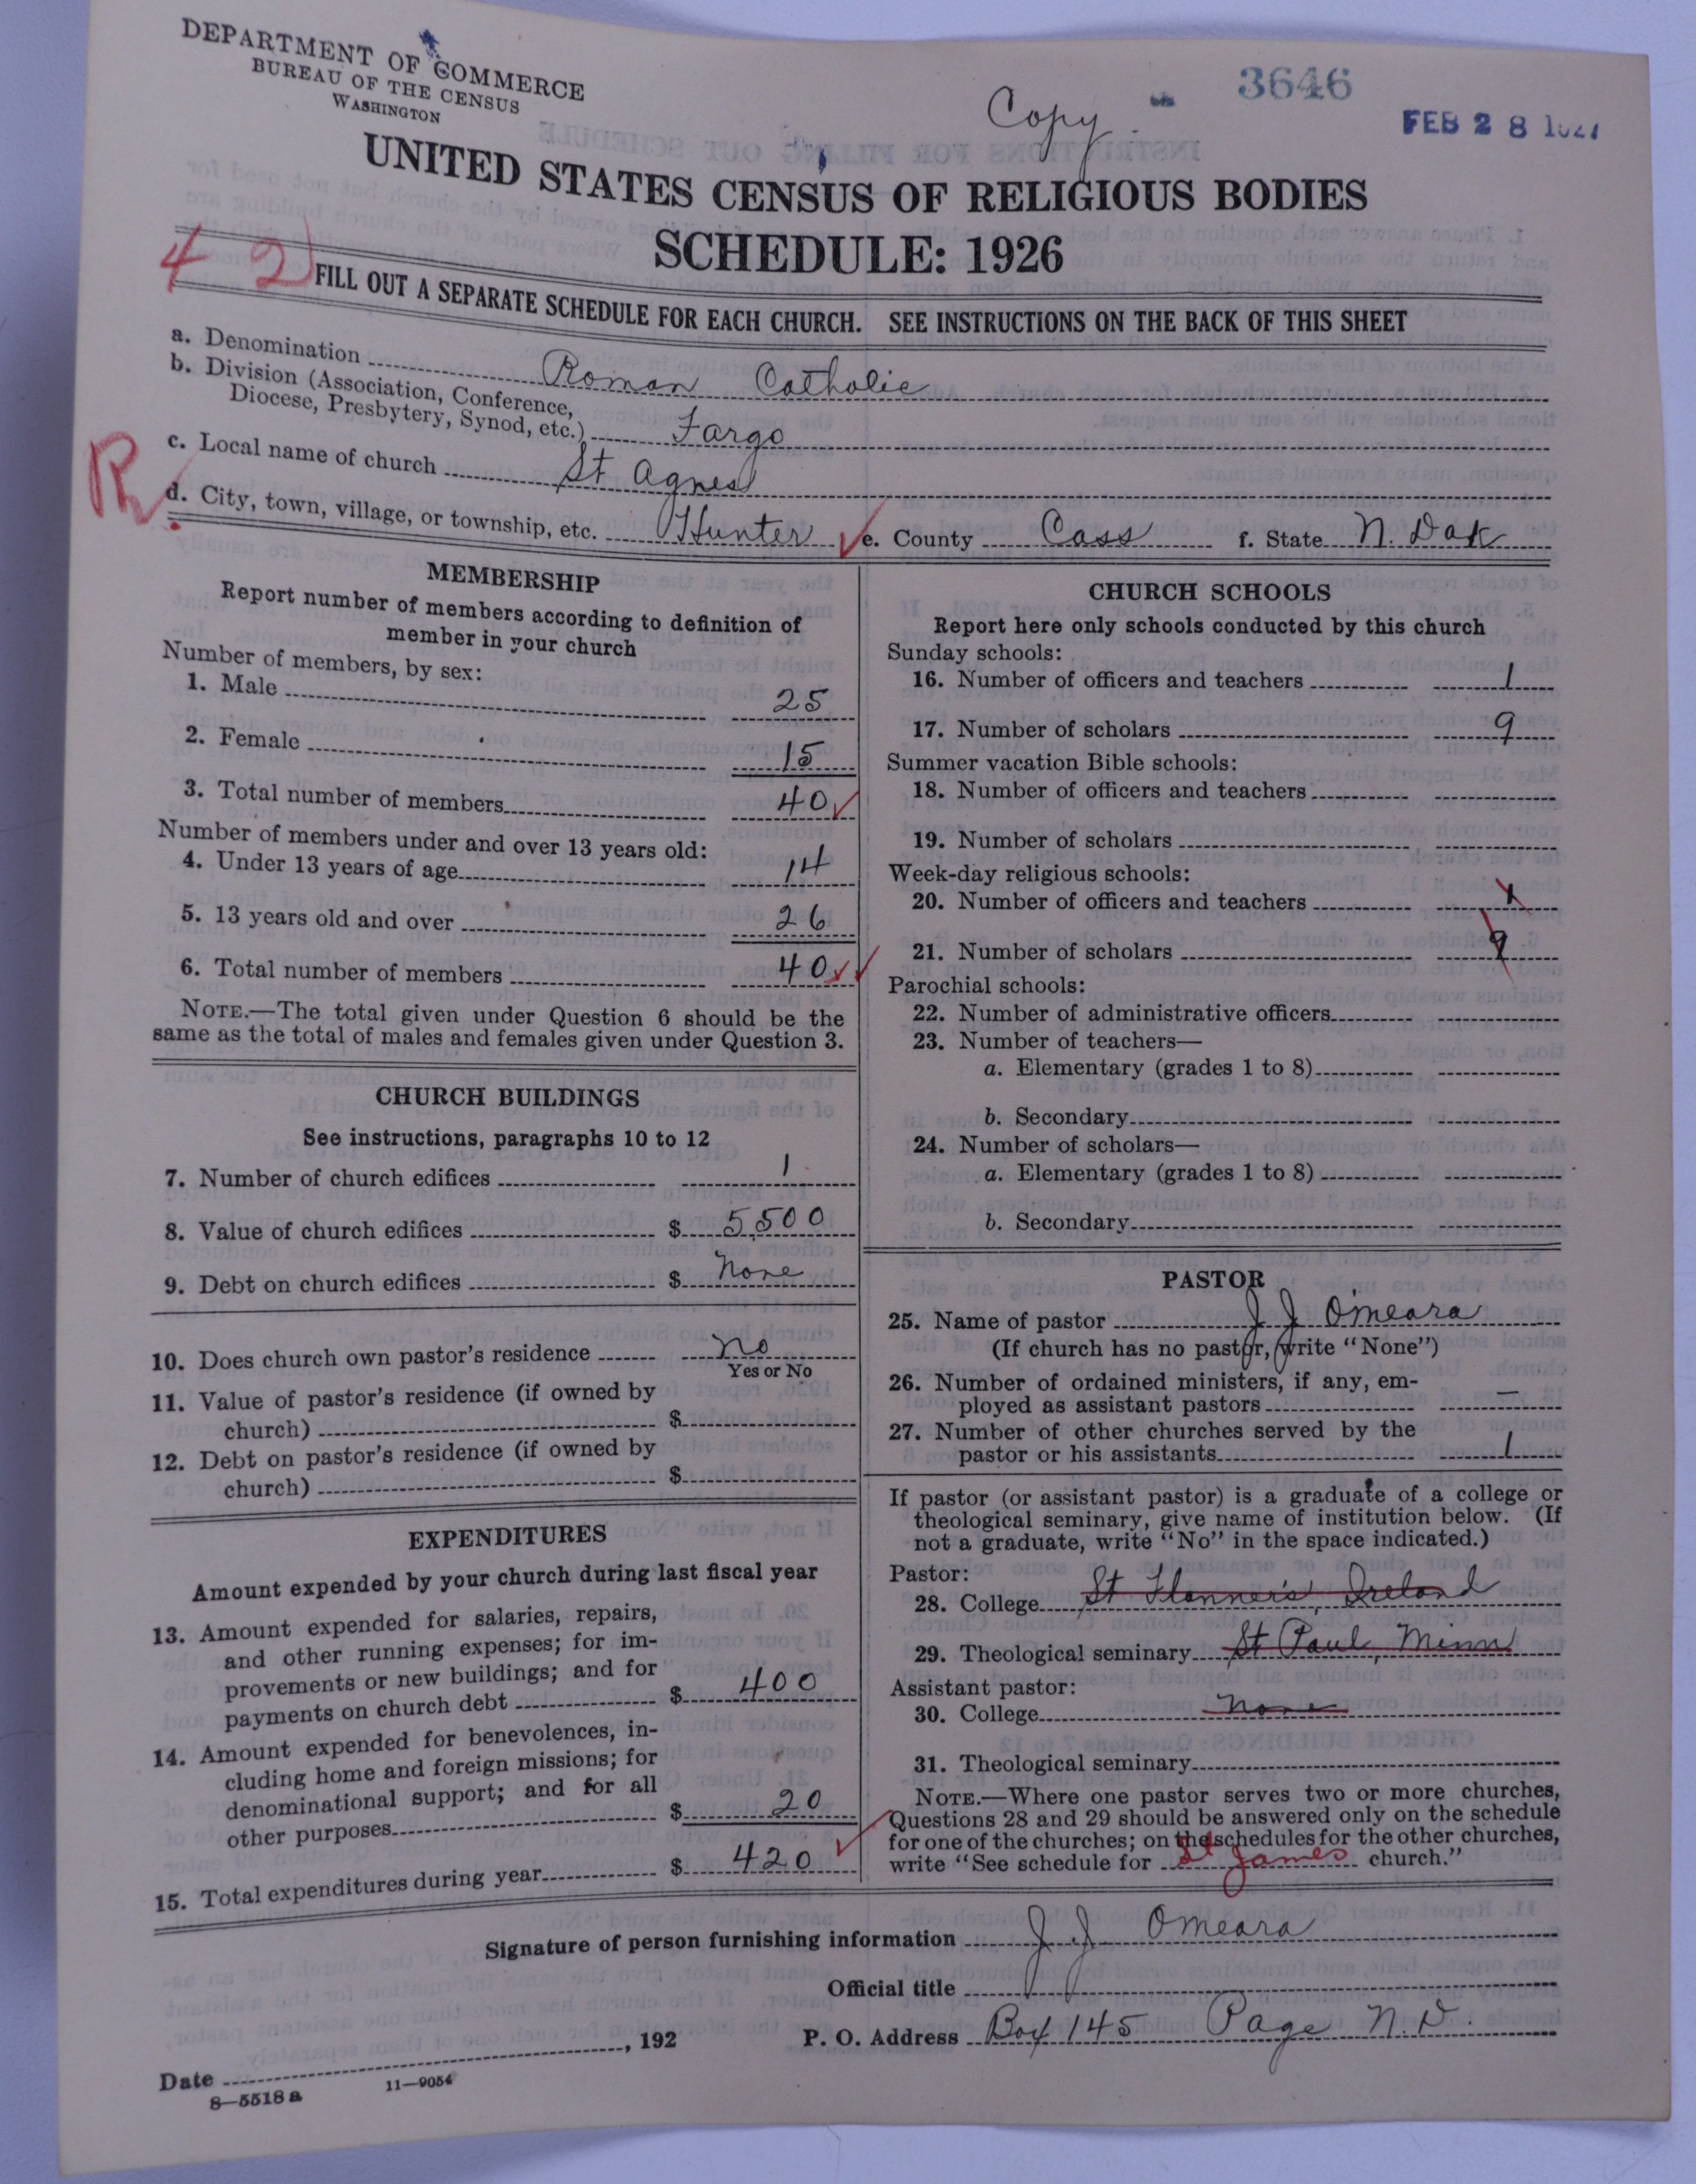 DEPARTMENT OF COMMERCE
BUREAU OF THE CENSUS
WASHINGTON
Copy
3646
FEB 28 1927
UNITED STATES CENSUS OF RELIGIOUS BODIES
SCHEDULE: 1926
4 2
FILL OUT A SEPARATE SCHEDULE FOR EACH CHURCH. SEE INSTRUCTIONS ON THE BACK OF THIS SHEET
a. Denomination Roman Catholic
b. Division (Association, Conference,
Diocese, Presbytery, Synod, etc.) Fargo
c. Local name of church St Agnes
d. City, town, village, or township, etc. Hunter e. County Cass f. State N. Dak
MEMBERSHIP
Report number of members according to definition of
member in your church
Number of members, by sex:
1. Male 25
2. Female 15
3. Total number of members 40
Number of members under and over 13 years old:
4. Under 13 years of age 14
5. 13 years old and over 26
6. Total number of members 40
NOTE.—The total given under Question 6 should be the
same as the total of males and females given under Question 3.
CHURCH BUILDINGS
See instructions, paragraphs 10 to 12
7. Number of church edifices 1
8. Value of church edifices $ 5,500
9. Debt on church edifices $ None
10. Does church own pastor's residence No
Yes or No
11. Value of pastor's residence (if owned by
church) $
12. Debt on pastor's residence (if owned by
church) $
EXPENDITURES
Amount expended by your church during last fiscal year
13. Amount expended for salaries, repairs,
and other running expenses; for im-
provements or new buildings; and for
payments on church debt $ 400
14. Amount expended for benevolences, in-
cluding home and foreign missions; for
denominational support; and for all
other purposes $ 20
15. Total expenditures during year $ 420
CHURCH SCHOOLS
Report here only schools conducted by this church
Sunday schools:
16. Number of officers and teachers 1
17. Number of scholars 9
Summer vacation Bible schools:
18. Number of officers and teachers
19. Number of scholars
Week-day religious schools:
20. Number of officers and teachers 1
21. Number of scholars 9
Parochial schools:
22. Number of administrative officers
23. Number of teachers—
a. Elementary (grades 1 to 8)
b. Secondary
24. Number of scholars—
a. Elementary (grades 1 to 8)
b. Secondary
PASTOR
25. Name of pastor J J O'meara
(If church has no pastor, write "None")
26. Number of ordained ministers, if any, em-
ployed as assistant pastors —
27. Number of other churches served by the
pastor or his assistants 1
If pastor (or assistant pastor) is a graduate of a college or
theological seminary, give name of institution below. (If
not a graduate, write "No" in the space indicated.)
Pastor:
28. College St Flanner's, Ireland
29. Theological seminary St Paul, Minn
Assistant pastor:
30. College none
31. Theological seminary
NOTE.—Where one pastor serves two or more churches,
Questions 28 and 29 should be answered only on the schedule
for one of the churches; on the schedules for the other churches,
write "See schedule for St James church."
Signature of person furnishing information J J Omeara
Official title
Date , 192 P. O. Address Box 145 Page N.D.
8—5518 a 11—9054